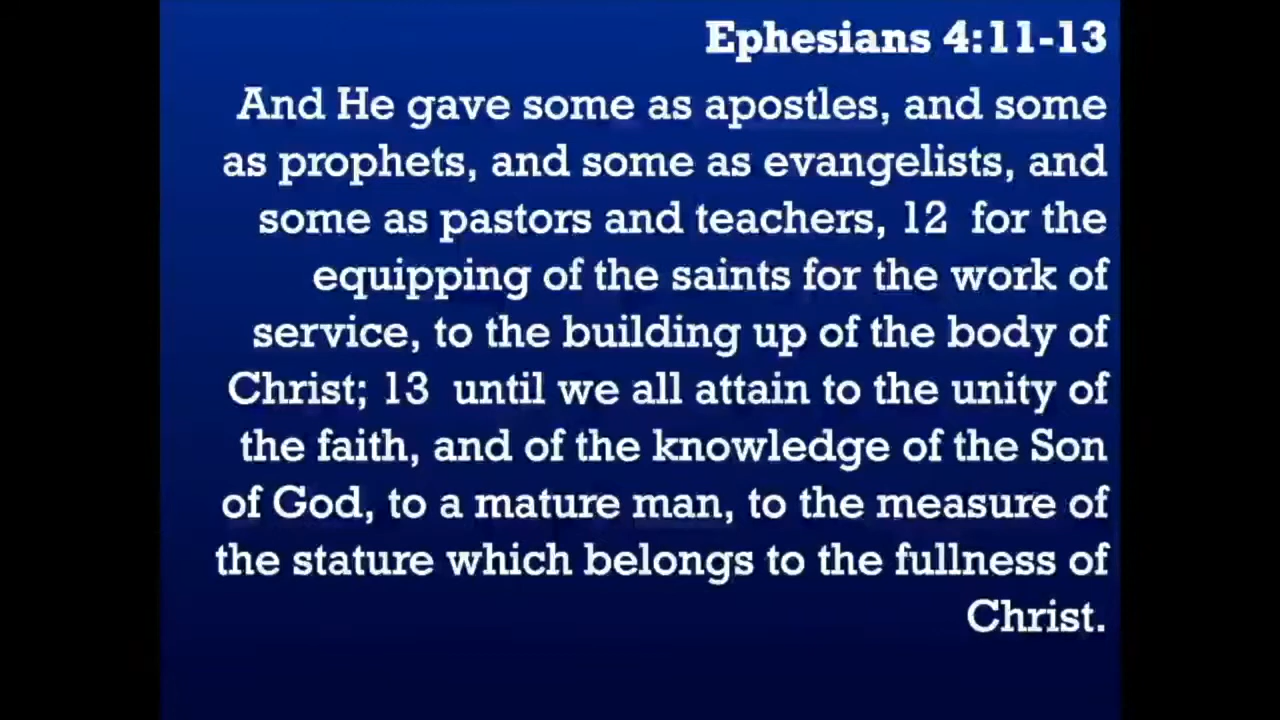 Ephesians 4:11-13
And He gave some as apostles, and some
as prophets, and some as evangelists, and
some as pastors and teachers, 12  for the
equipping of the saints for the work of
service, to the building up of the body of
Christ; 13  until we all attain to the unity of
the faith, and of the knowledge of the Son
of God, to a mature man, to the measure of
the stature which belongs to the fullness of
Christ.